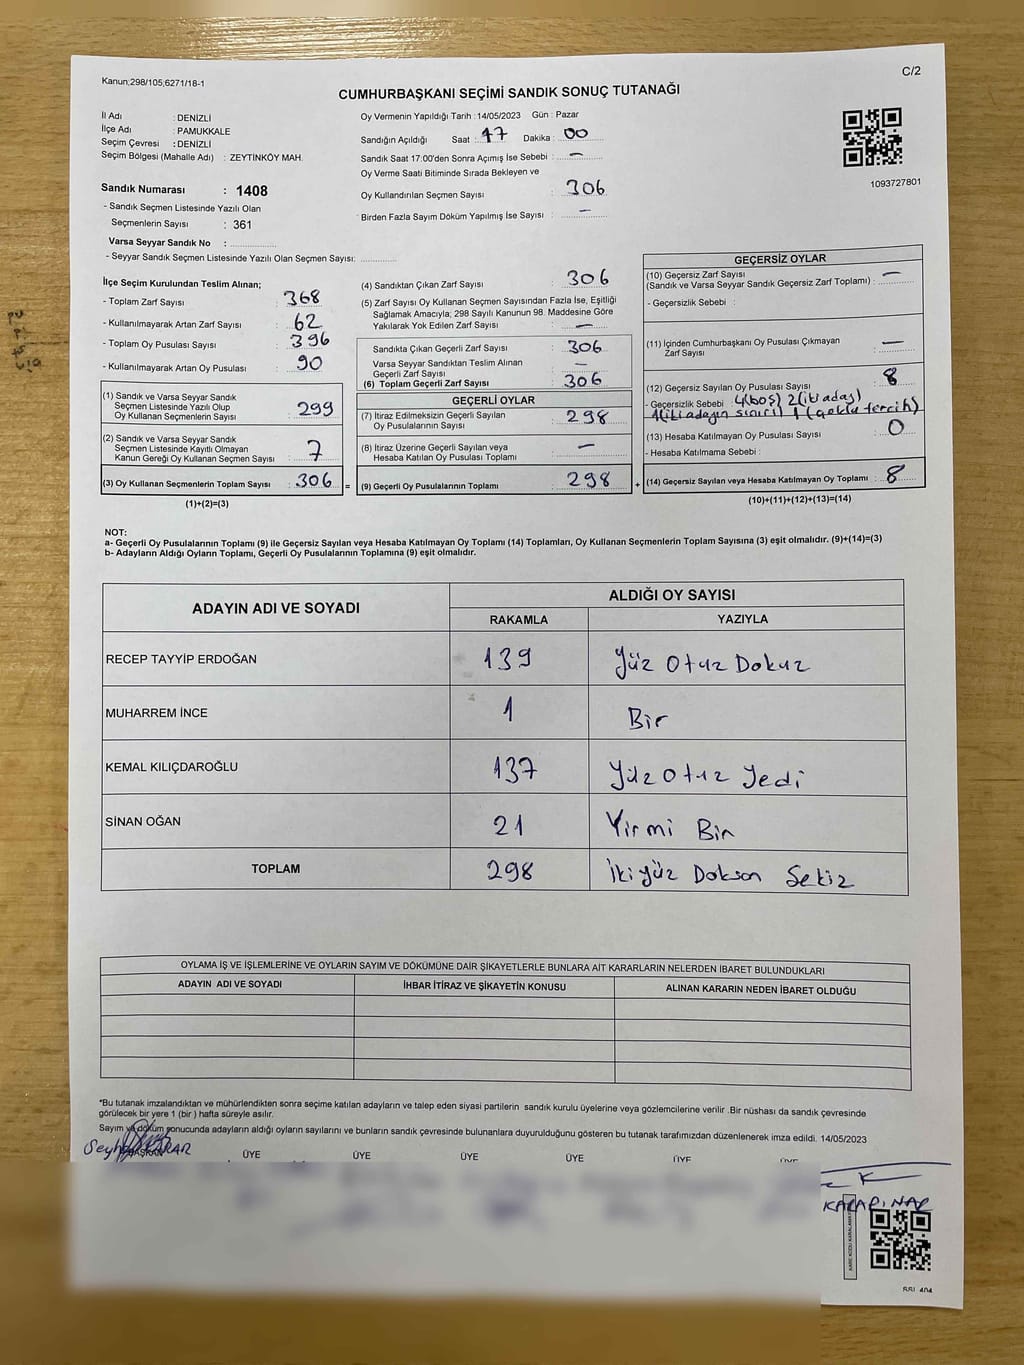 Kanun;298/105;6271/18-1
C/2
CUMHURBAŞKANI SEÇİMİ SANDIK SONUÇ TUTANAĞI
İl Adı : DENİZLİ
İlçe Adı : PAMUKKALE
Seçim Çevresi : DENİZLİ
Seçim Bölgesi (Mahalle Adı) : ZEYTİNKÖY MAH.
Sandık Numarası : 1408
- Sandık Seçmen Listesinde Yazılı Olan
Seçmenlerin Sayısı : 361
Varsa Seyyar Sandık No : ..............
- Seyyar Sandık Seçmen Listesinde Yazılı Olan Seçmen Sayısı: ............
Oy Vermenin Yapıldığı Tarih : 14/05/2023 Gün : Pazar
Sandığın Açıldığı Saat : 17 Dakika : 00
Sandık Saat 17:00'den Sonra Açımış İse Sebebi : —
Oy Verme Saati Bitiminde Sırada Bekleyen ve
Oy Kullandırılan Seçmen Sayısı : 306
Birden Fazla Sayım Döküm Yapılmış İse Sayısı : —
1093727801
İlçe Seçim Kurulundan Teslim Alınan;
- Toplam Zarf Sayısı : 368
- Kullanılmayarak Artan Zarf Sayısı : 62
- Toplam Oy Pusulası Sayısı : 396
- Kullanılmayarak Artan Oy Pusulası : 90
(1) Sandık ve Varsa Seyyar Sandık
Seçmen Listesinde Yazılı Olup
Oy Kullanan Seçmenlerin Sayısı : 299
(2) Sandık ve Varsa Seyyar Sandık
Seçmen Listesinde Kayıtlı Olmayan
Kanun Gereği Oy Kullanan Seçmen Sayısı : 7
(3) Oy Kullanan Seçmenlerin Toplam Sayısı : 306
(1)+(2)=(3)
(4) Sandıktan Çıkan Zarf Sayısı : 306
(5) Zarf Sayısı Oy Kullanan Seçmen Sayısından Fazla İse, Eşitliği
Sağlamak Amacıyla; 298 Sayılı Kanunun 98. Maddesine Göre
Yakılarak Yok Edilen Zarf Sayısı : —
Sandıkta Çıkan Geçerli Zarf Sayısı : 306
Varsa Seyyar Sandıktan Teslim Alınan
Geçerli Zarf Sayısı : —
(6) Toplam Geçerli Zarf Sayısı : 306
GEÇERLİ OYLAR
(7) İtiraz Edilmeksizin Geçerli Sayılan
Oy Pusulalarının Sayısı : 298
(8) İtiraz Üzerine Geçerli Sayılan veya
Hesaba Katılan Oy Pusulası Toplamı : —
= (9) Geçerli Oy Pusulalarının Toplamı : 298 +
GEÇERSİZ OYLAR
(10) Geçersiz Zarf Sayısı
(Sandık ve Varsa Seyyar Sandık Geçersiz Zarf Toplamı) : —
- Geçersizlik Sebebi :
(11) İçinden Cumhurbaşkanı Oy Pusulası Çıkmayan
Zarf Sayısı : —
(12) Geçersiz Sayılan Oy Pusulası Sayısı : 8
- Geçersizlik Sebebi : 4(boş) 2(iki aday)
1(iki adayın sınırı) 1 (çoklu tercih)
(13) Hesaba Katılmayan Oy Pusulası Sayısı : 0
- Hesaba Katılmama Sebebi :
(14) Geçersiz Sayılan veya Hesaba Katılmayan Oy Toplamı : 8
(10)+(11)+(12)+(13)=(14)
NOT:
a- Geçerli Oy Pusulalarının Toplamı (9) ile Geçersiz Sayılan veya Hesaba Katılmayan Oy Toplamı (14) Toplamları, Oy Kullanan Seçmenlerin Toplam Sayısına (3) eşit olmalıdır. (9)+(14)=(3)
b- Adayların Aldığı Oyların Toplamı, Geçerli Oy Pusulalarının Toplamına (9) eşit olmalıdır.
ADAYIN ADI VE SOYADI ALDIĞI OY SAYISI
RAKAMLA YAZIYLA
RECEP TAYYİP ERDOĞAN 139 Yüz Otuz Dokuz
MUHARREM İNCE 1 Bir
KEMAL KILIÇDAROĞLU 137 Yüz Otuz Yedi
SİNAN OĞAN 21 Yirmi Bir
TOPLAM 298 İkiyüz Doksan Sekiz
OYLAMA İŞ VE İŞLEMLERİNE VE OYLARIN SAYIM VE DÖKÜMÜNE DAİR ŞİKAYETLERLE BUNLARA AİT KARARLARIN NELERDEN İBARET BULUNDUKLARI
ADAYIN ADI VE SOYADI İHBAR İTİRAZ VE ŞİKAYETİN KONUSU ALINAN KARARIN NEDEN İBARET OLDUĞU
*Bu tutanak imzalandıktan ve mühürlendikten sonra seçime katılan adayların ve talep eden siyasi partilerin sandık kurulu üyelerine veya gözlemcilerine verilir .Bir nüshası da sandık çevresinde
görülecek bir yere 1 (bir ) hafta süreyle asılır.
Sayım ve döküm sonucunda adayların aldığı oyların sayılarını ve bunların sandık çevresinde bulunanlara duyurulduğunu gösteren bu tutanak tarafımızdan düzenlenerek imza edildi. 14/05/2023
BAŞKAN ÜYE ÜYE ÜYE ÜYE ÜYE ÜYE
KARAPINAR